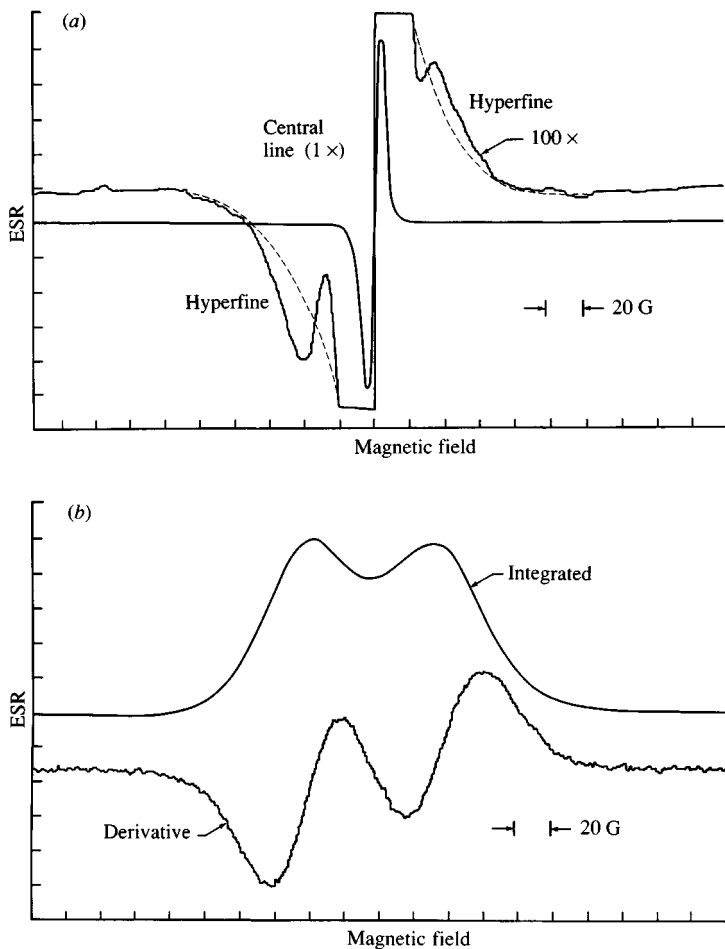 (a)
Hyperfine
Central
line (1 ×)
100 ×
ESR
Hyperfine
20 G
Magnetic field
(b)
Integrated
ESR
Derivative
20 G
Magnetic field